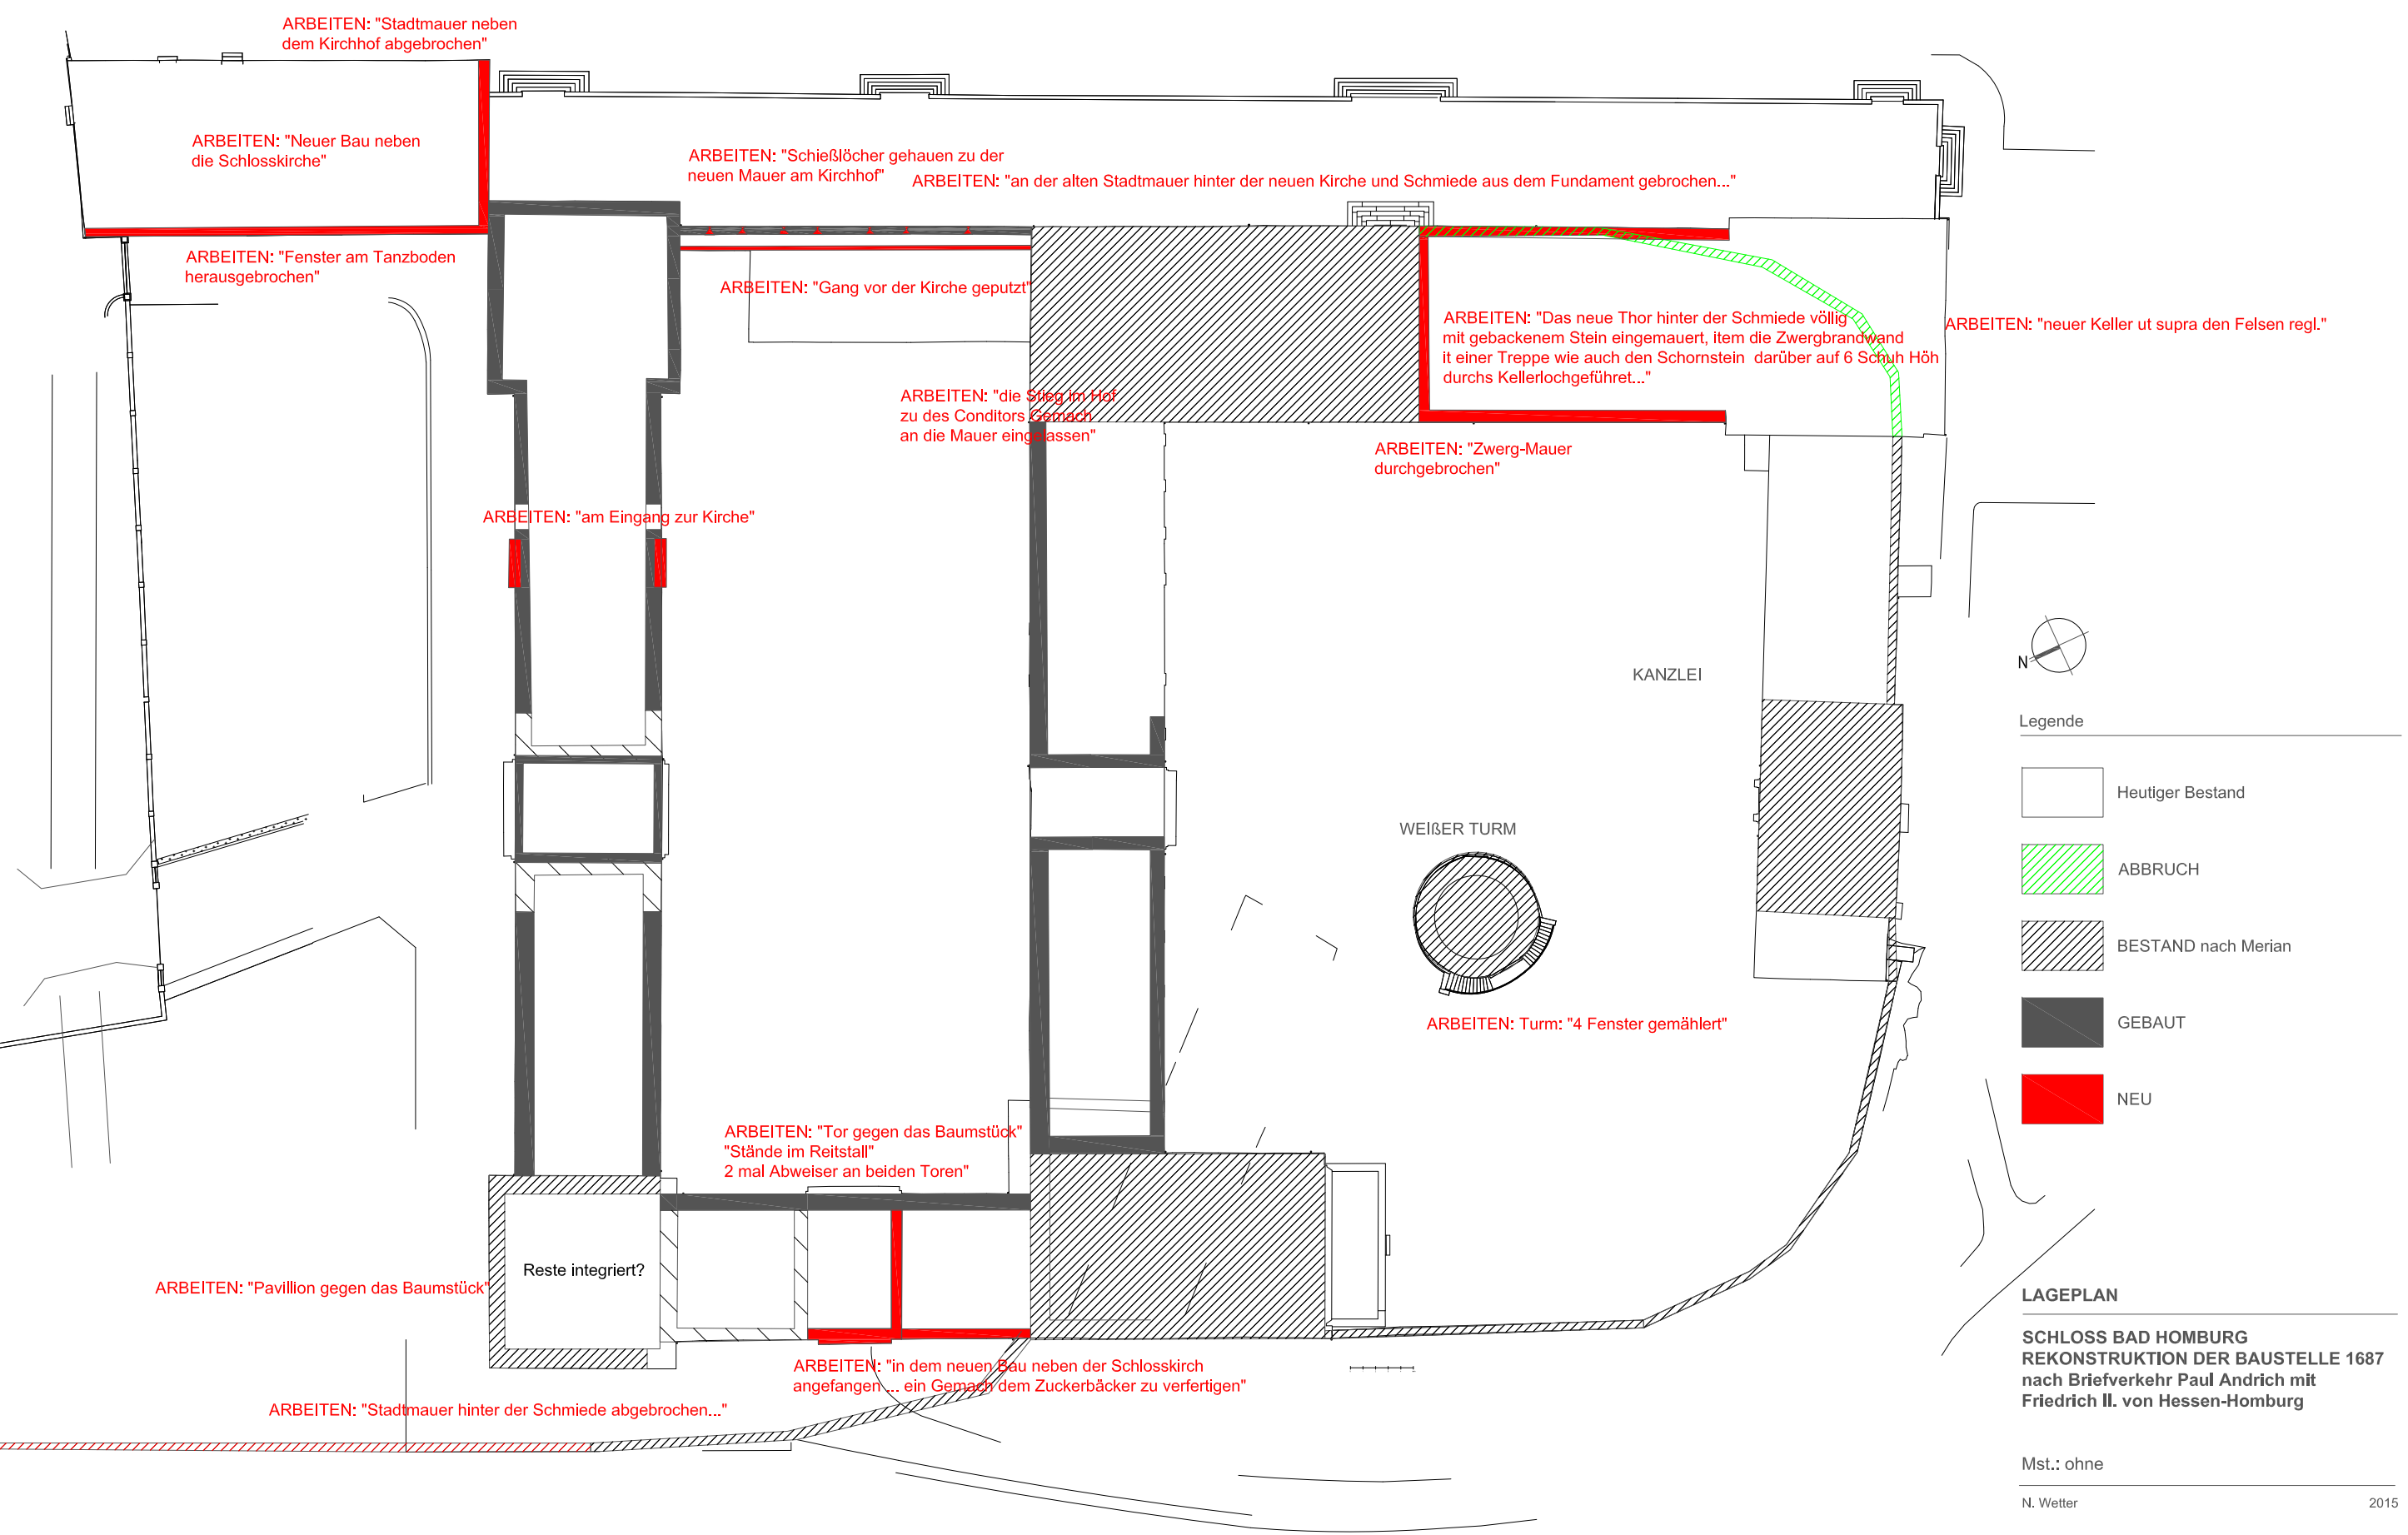 ARBEITEN: "Stadtmauer neben
dem Kirchhof abgebrochen"
ARBEITEN: "Neuer Bau neben
die Schlosskirche"
ARBEITEN: "Schießlöcher gehauen zu der
neuen Mauer am Kirchhof"
ARBEITEN: "an der alten Stadtmauer hinter der neuen Kirche und Schmiede aus dem Fundament gebrochen..."
ARBEITEN: "Fenster am Tanzboden
herausgebrochen"
ARBEITEN: "Gang vor der Kirche geputzt"
ARBEITEN: "Das neue Thor hinter der Schmiede völlig
mit gebackenem Stein eingemauert, item die Zwergbrandwand
it einer Treppe wie auch den Schornstein darüber auf 6 Schuh Höh
durchs Kellerlochgeführet..."
ARBEITEN: "neuer Keller ut supra den Felsen regl."
ARBEITEN: "die Stieg im Hof
zu des Conditors Gemach
an die Mauer eingelassen"
ARBEITEN: "Zwerg-Mauer
durchgebrochen"
ARBEITEN: "am Eingang zur Kirche"
KANZLEI
WEIßER TURM
ARBEITEN: Turm: "4 Fenster gemählert"
ARBEITEN: "Tor gegen das Baumstück"
"Stände im Reitstall"
2 mal Abweiser an beiden Toren"
Reste integriert?
ARBEITEN: "Pavillion gegen das Baumstück"
ARBEITEN: "in dem neuen Bau neben der Schlosskirch
angefangen ... ein Gemach dem Zuckerbäcker zu verfertigen"
ARBEITEN: "Stadtmauer hinter der Schmiede abgebrochen..."
N
Legende
Heutiger Bestand
ABBRUCH
BESTAND nach Merian
GEBAUT
NEU
LAGEPLAN
SCHLOSS BAD HOMBURG
REKONSTRUKTION DER BAUSTELLE 1687
nach Briefverkehr Paul Andrich mit
Friedrich II. von Hessen-Homburg
Mst.: ohne
N. Wetter 2015